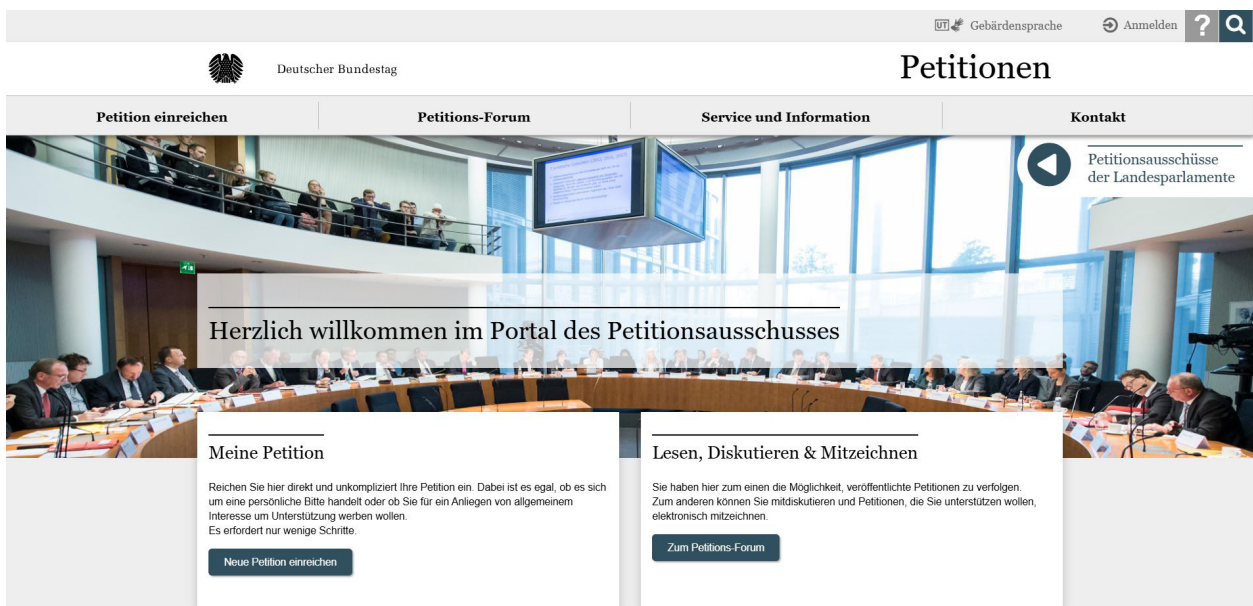 UT Gebärdensprache
Anmelden ?
Deutscher Bundestag
Petitionen
Petition einreichen
Petitions-Forum
Service und Information
Kontakt
Petitionsausschüsse
der Landesparlamente
Herzlich willkommen im Portal des Petitionsausschusses
Meine Petition
Reichen Sie hier direkt und unkompliziert Ihre Petition ein. Dabei ist es egal, ob es sich
um eine persönliche Bitte handelt oder ob Sie für ein Anliegen von allgemeinem
Interesse um Unterstützung werben wollen.
Es erfordert nur wenige Schritte.
Neue Petition einreichen
Lesen, Diskutieren & Mitzeichnen
Sie haben hier zum einen die Möglichkeit, veröffentlichte Petitionen zu verfolgen.
Zum anderen können Sie mitdiskutieren und Petitionen, die Sie unterstützen wollen,
elektronisch mitzeichnen.
Zum Petitions-Forum